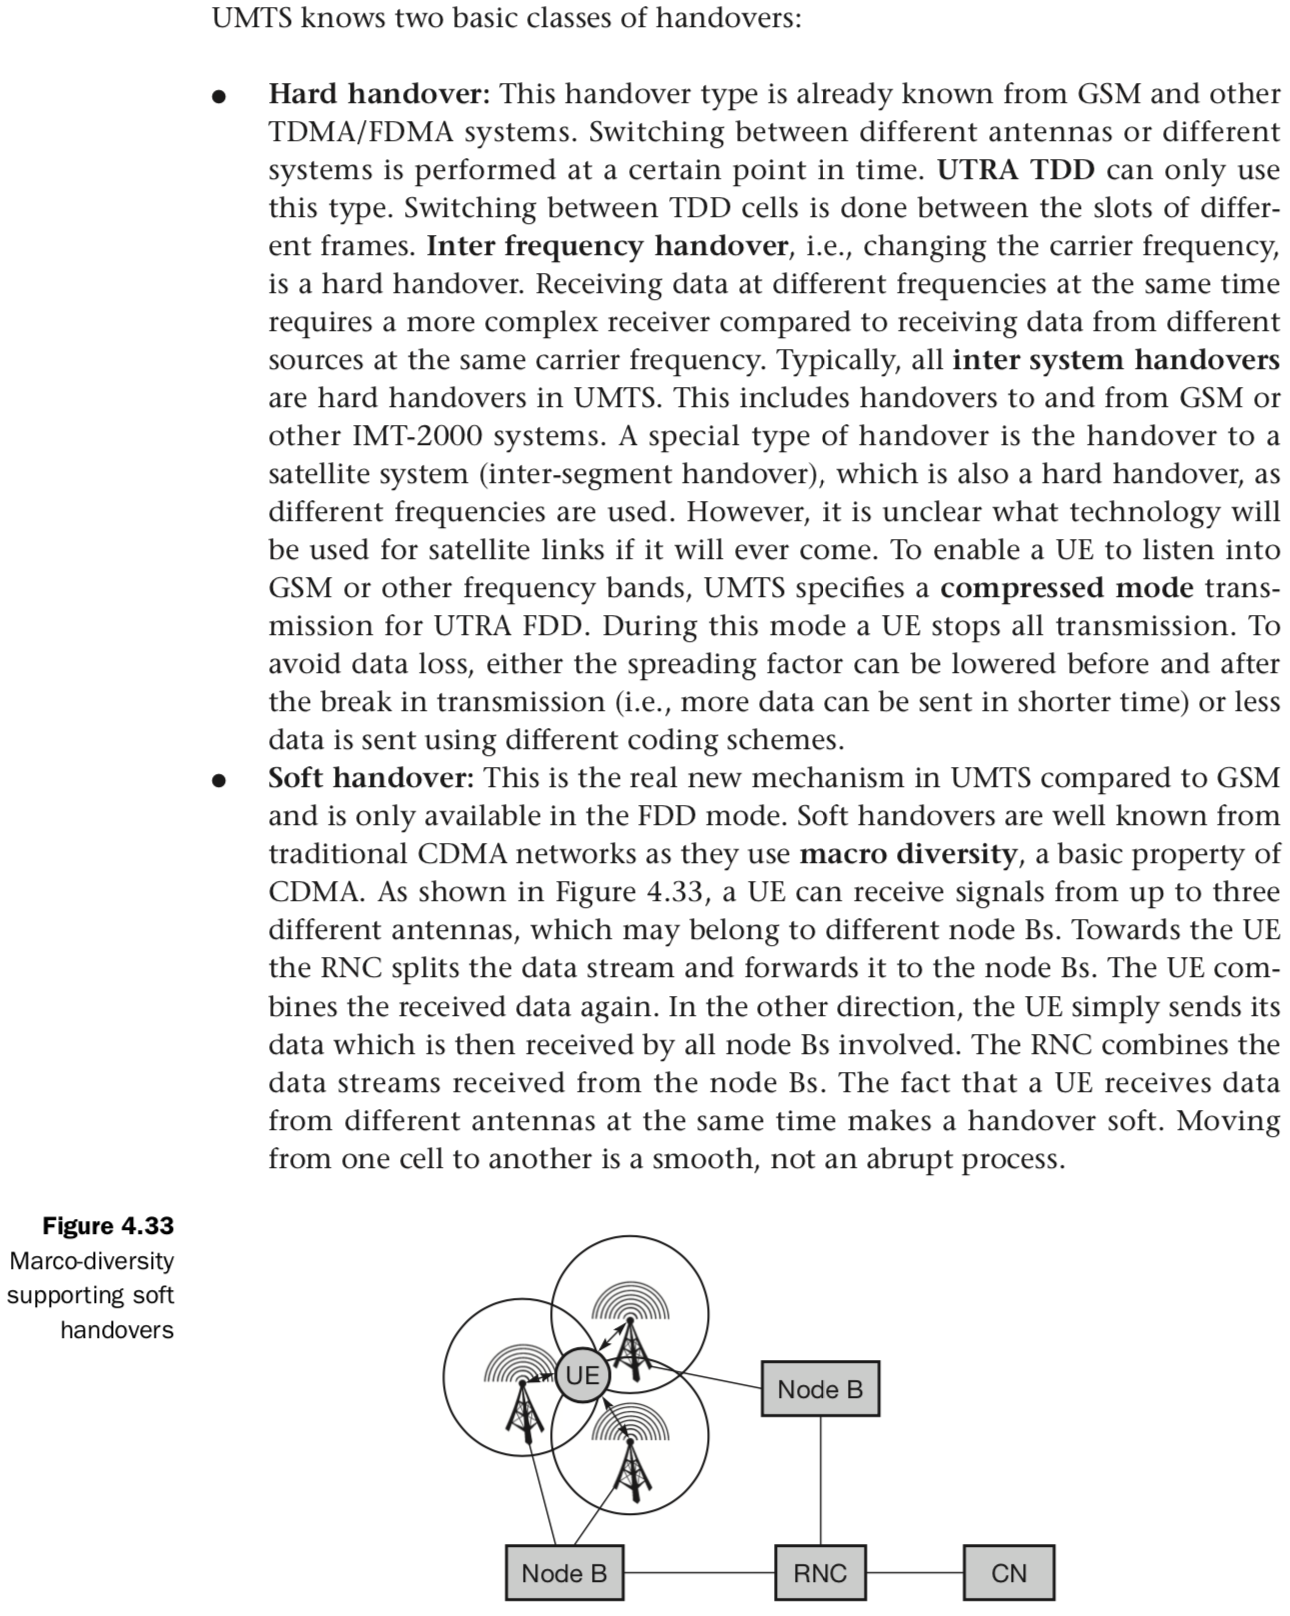 UMTS knows two basic classes of handovers:
● Hard handover: This handover type is already known from GSM and other
TDMA/FDMA systems. Switching between different antennas or different
systems is performed at a certain point in time. UTRA TDD can only use
this type. Switching between TDD cells is done between the slots of differ-
ent frames. Inter frequency handover, i.e., changing the carrier frequency,
is a hard handover. Receiving data at different frequencies at the same time
requires a more complex receiver compared to receiving data from different
sources at the same carrier frequency. Typically, all inter system handovers
are hard handovers in UMTS. This includes handovers to and from GSM or
other IMT-2000 systems. A special type of handover is the handover to a
satellite system (inter-segment handover), which is also a hard handover, as
different frequencies are used. However, it is unclear what technology will
be used for satellite links if it will ever come. To enable a UE to listen into
GSM or other frequency bands, UMTS specifies a compressed mode trans-
mission for UTRA FDD. During this mode a UE stops all transmission. To
avoid data loss, either the spreading factor can be lowered before and after
the break in transmission (i.e., more data can be sent in shorter time) or less
data is sent using different coding schemes.
● Soft handover: This is the real new mechanism in UMTS compared to GSM
and is only available in the FDD mode. Soft handovers are well known from
traditional CDMA networks as they use macro diversity, a basic property of
CDMA. As shown in Figure 4.33, a UE can receive signals from up to three
different antennas, which may belong to different node Bs. Towards the UE
the RNC splits the data stream and forwards it to the node Bs. The UE com-
bines the received data again. In the other direction, the UE simply sends its
data which is then received by all node Bs involved. The RNC combines the
data streams received from the node Bs. The fact that a UE receives data
from different antennas at the same time makes a handover soft. Moving
from one cell to another is a smooth, not an abrupt process.
Figure 4.33
Marco-diversity
supporting soft
handovers
UE
Node B
Node B
RNC
CN